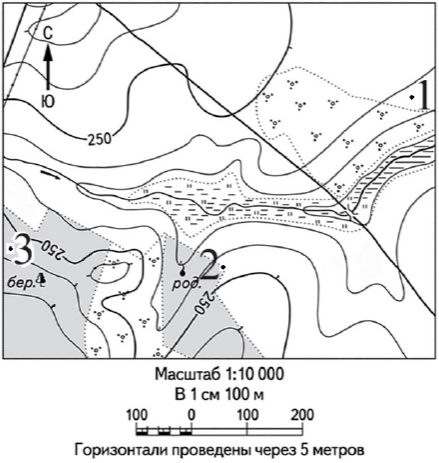 С
Ю
1
250
3
250
бер.
2
род.
250
Масштаб 1:10 000
В 1 см 100 м
100 0 100 200
Горизонтали проведены через 5 метров